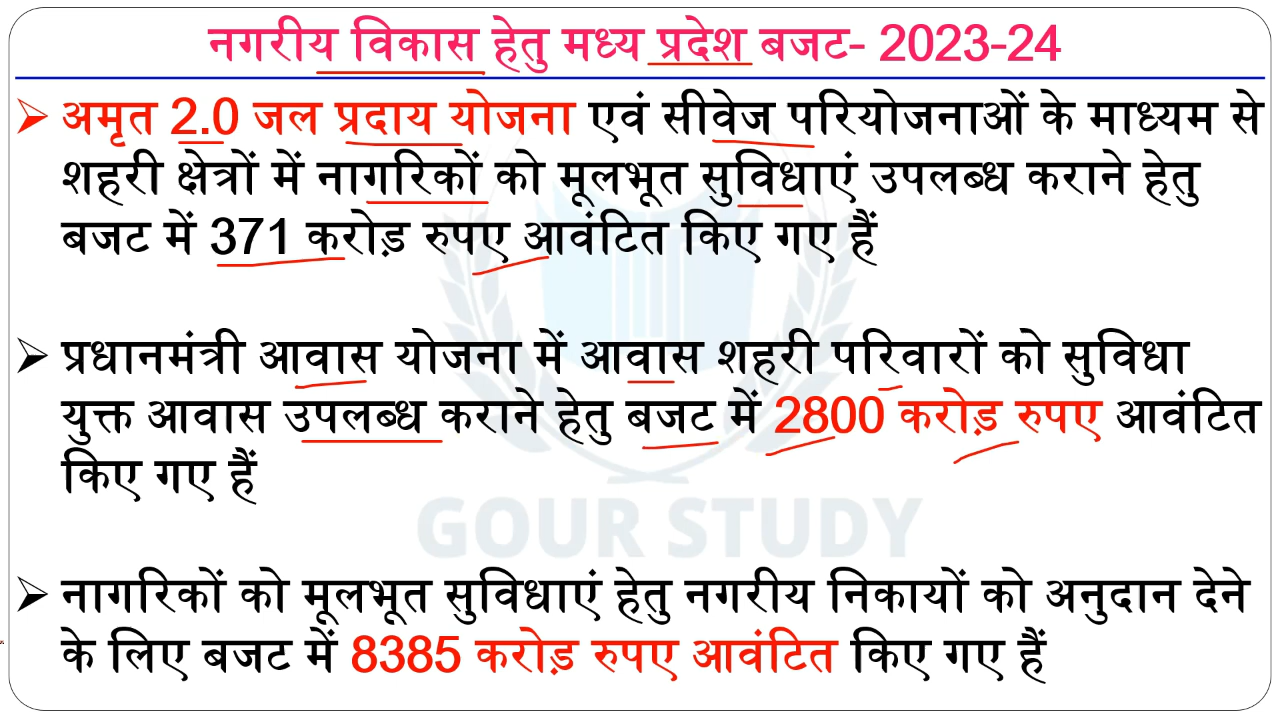 नगरीय विकास हेतु मध्य प्रदेश बजट- 2023-24
➢ अमृत 2.0 जल प्रदाय योजना एवं सीवेज परियोजनाओं के माध्यम से
शहरी क्षेत्रों में नागरिकों को मूलभूत सुविधाएं उपलब्ध कराने हेतु
बजट में 371 करोड़ रुपए आवंटित किए गए हैं
➢ प्रधानमंत्री आवास योजना में आवास शहरी परिवारों को सुविधा
युक्त आवास उपलब्ध कराने हेतु बजट में 2800 करोड़ रुपए आवंटित
किए गए हैं
GOUR STUDY
➢ नागरिकों को मूलभूत सुविधाएं हेतु नगरीय निकायों को अनुदान देने
के लिए बजट में 8385 करोड़ रुपए आवंटित किए गए हैं